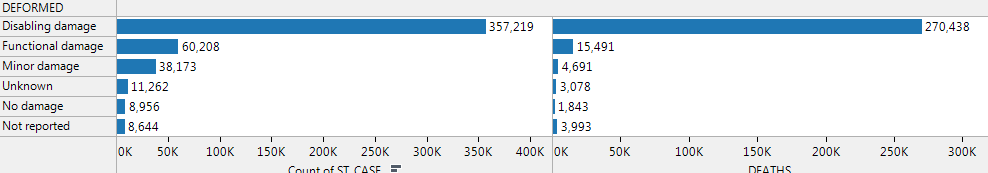 DEFORMED
Disabling damage 357,219 270,438
Functional damage 60,208 15,491
Minor damage 38,173 4,691
Unknown 11,262 3,078
No damage 8,956 1,843
Not reported 8,644 3,993
0K 50K 100K 150K 200K 250K 300K 350K 400K 0K 50K 100K 150K 200K 250K 300K
Count of ST_CASE DEATHS